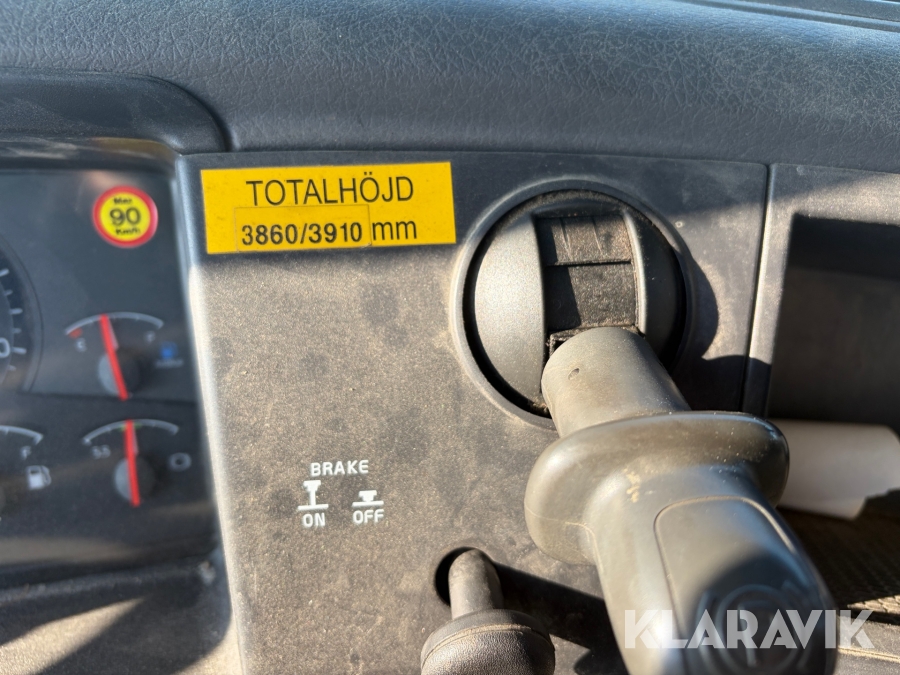 TOTALHÖJD
3860/3910 mm
Max
90
Km/h
BRAKE
ON OFF
KLARAVIK